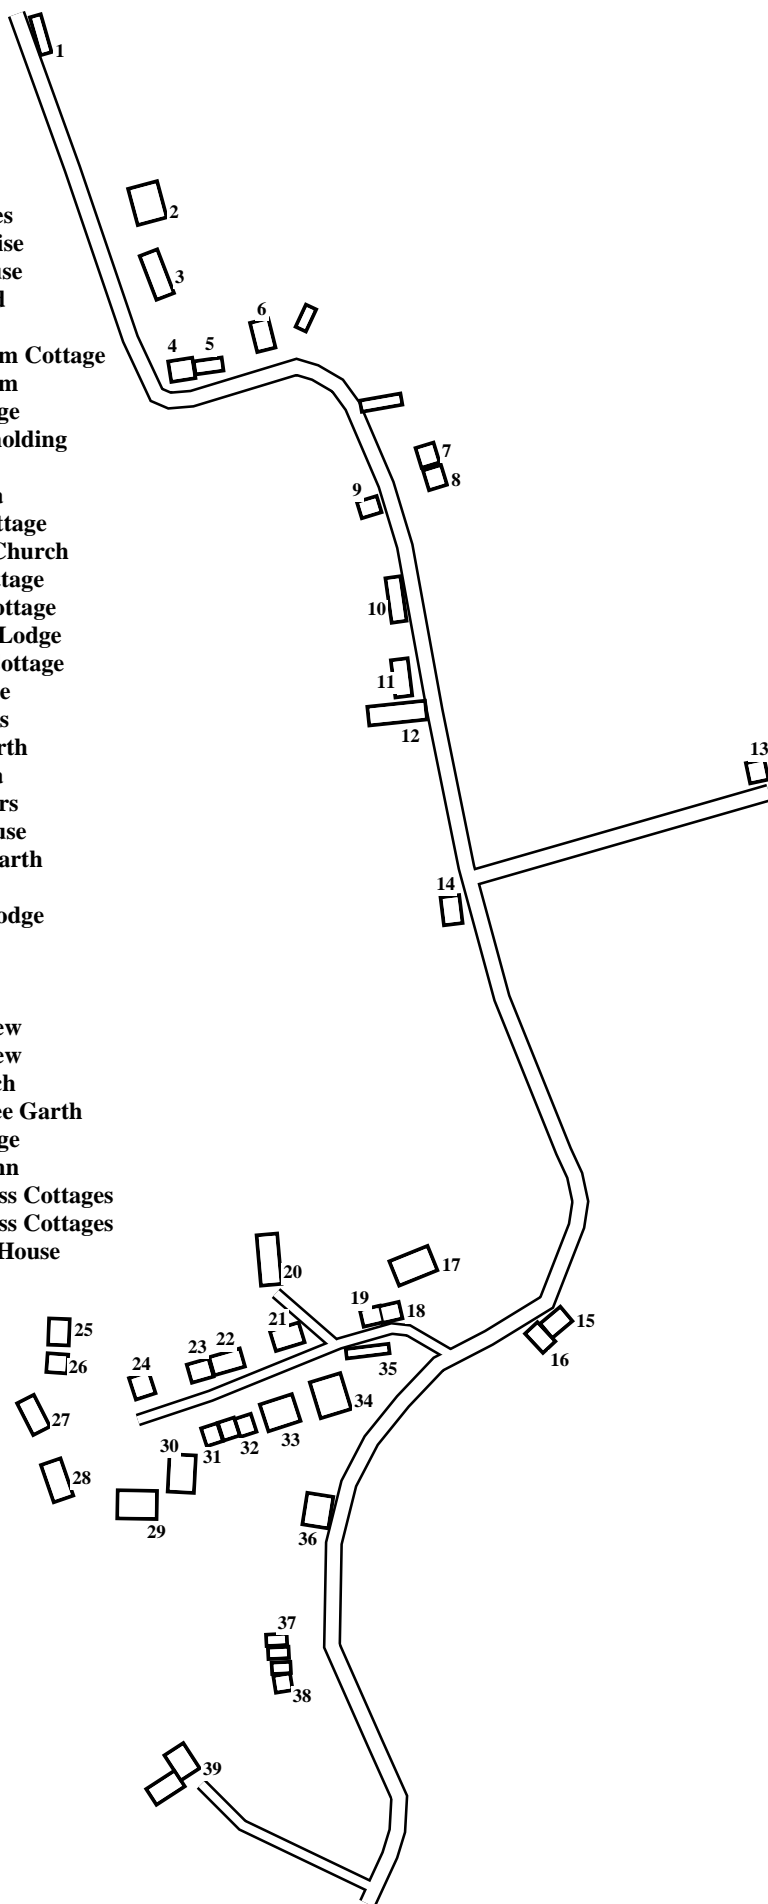 es
ise
use
d
m Cottage
m
ge
holding
a
ttage
Church
tage
ottage
Lodge
ottage
e
s
rth
a
rs
use
arth
odge
ew
ew
ch
ee Garth
ge
nn
ss Cottages
ss Cottages
House
1
2
3
6
4
5
7
8
9
10
11
12
13
14
20
17
19
18
21
15
25
22
23
16
26
24
35
34
27
33
32
31
30
28
29
36
37
38
39